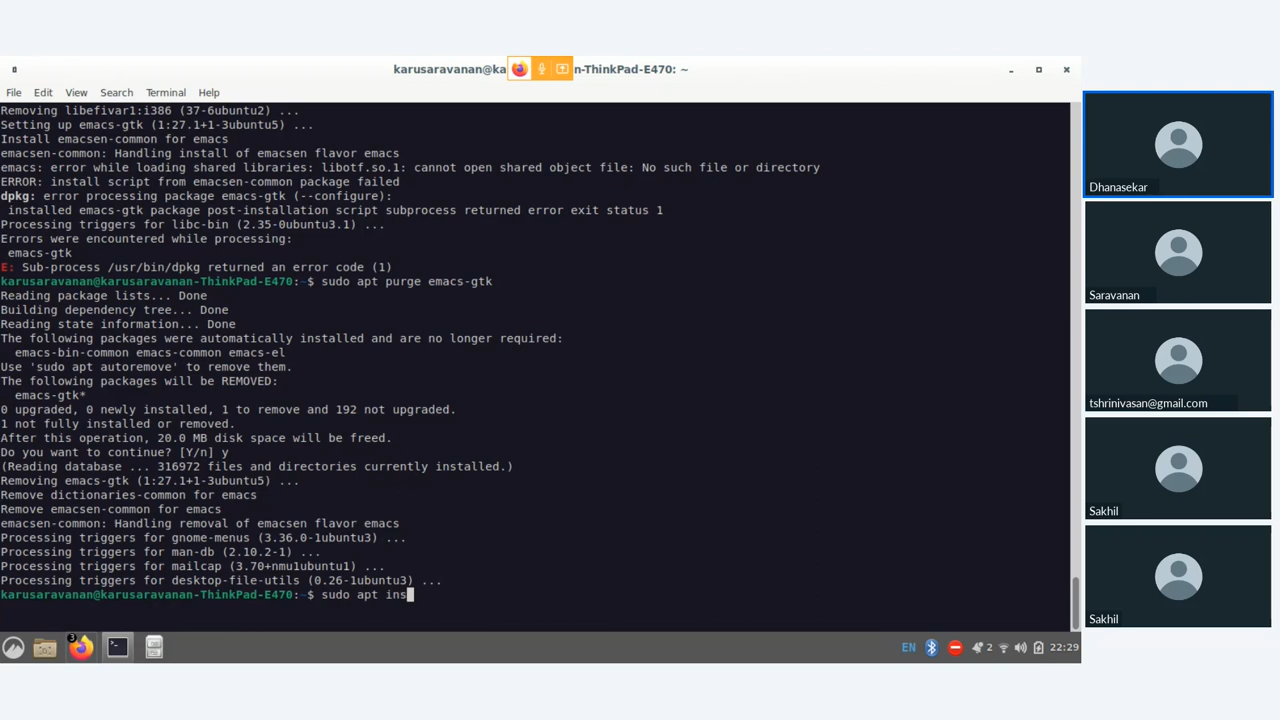 karusaravanan@ka
n-ThinkPad-E470: ~
File Edit View Search Terminal Help
Removing libefivar1:i386 (37-6ubuntu2) ...
Setting up emacs-gtk (1:27.1+1-3ubuntu5) ...
Install emacsen-common for emacs
emacsen-common: Handling install of emacsen flavor emacs
emacs: error while loading shared libraries: libotf.so.1: cannot open shared object file: No such file or directory
ERROR: install script from emacsen-common package failed
dpkg: error processing package emacs-gtk (--configure):
installed emacs-gtk package post-installation script subprocess returned error exit status 1
Processing triggers for libc-bin (2.35-0ubuntu3.1) ...
Errors were encountered while processing:
emacs-gtk
E: Sub-process /usr/bin/dpkg returned an error code (1)
karusaravanan@karusaravanan-ThinkPad-E470:~$ sudo apt purge emacs-gtk
Reading package lists... Done
Building dependency tree... Done
Reading state information... Done
The following packages were automatically installed and are no longer required:
emacs-bin-common emacs-common emacs-el
Use 'sudo apt autoremove' to remove them.
The following packages will be REMOVED:
emacs-gtk*
0 upgraded, 0 newly installed, 1 to remove and 192 not upgraded.
1 not fully installed or removed.
After this operation, 20.0 MB disk space will be freed.
Do you want to continue? [Y/n] y
(Reading database ... 316972 files and directories currently installed.)
Removing emacs-gtk (1:27.1+1-3ubuntu5) ...
Remove dictionaries-common for emacs
Remove emacsen-common for emacs
emacsen-common: Handling removal of emacsen flavor emacs
Processing triggers for gnome-menus (3.36.0-1ubuntu3) ...
Processing triggers for man-db (2.10.2-1) ...
Processing triggers for mailcap (3.70+nmu1ubuntu1) ...
Processing triggers for desktop-file-utils (0.26-1ubuntu3) ...
karusaravanan@karusaravanan-ThinkPad-E470:~$ sudo apt ins
3
EN 2 22:29
Dhanasekar
Saravanan
tshrinivasan@gmail.com
Sakhil
Sakhil